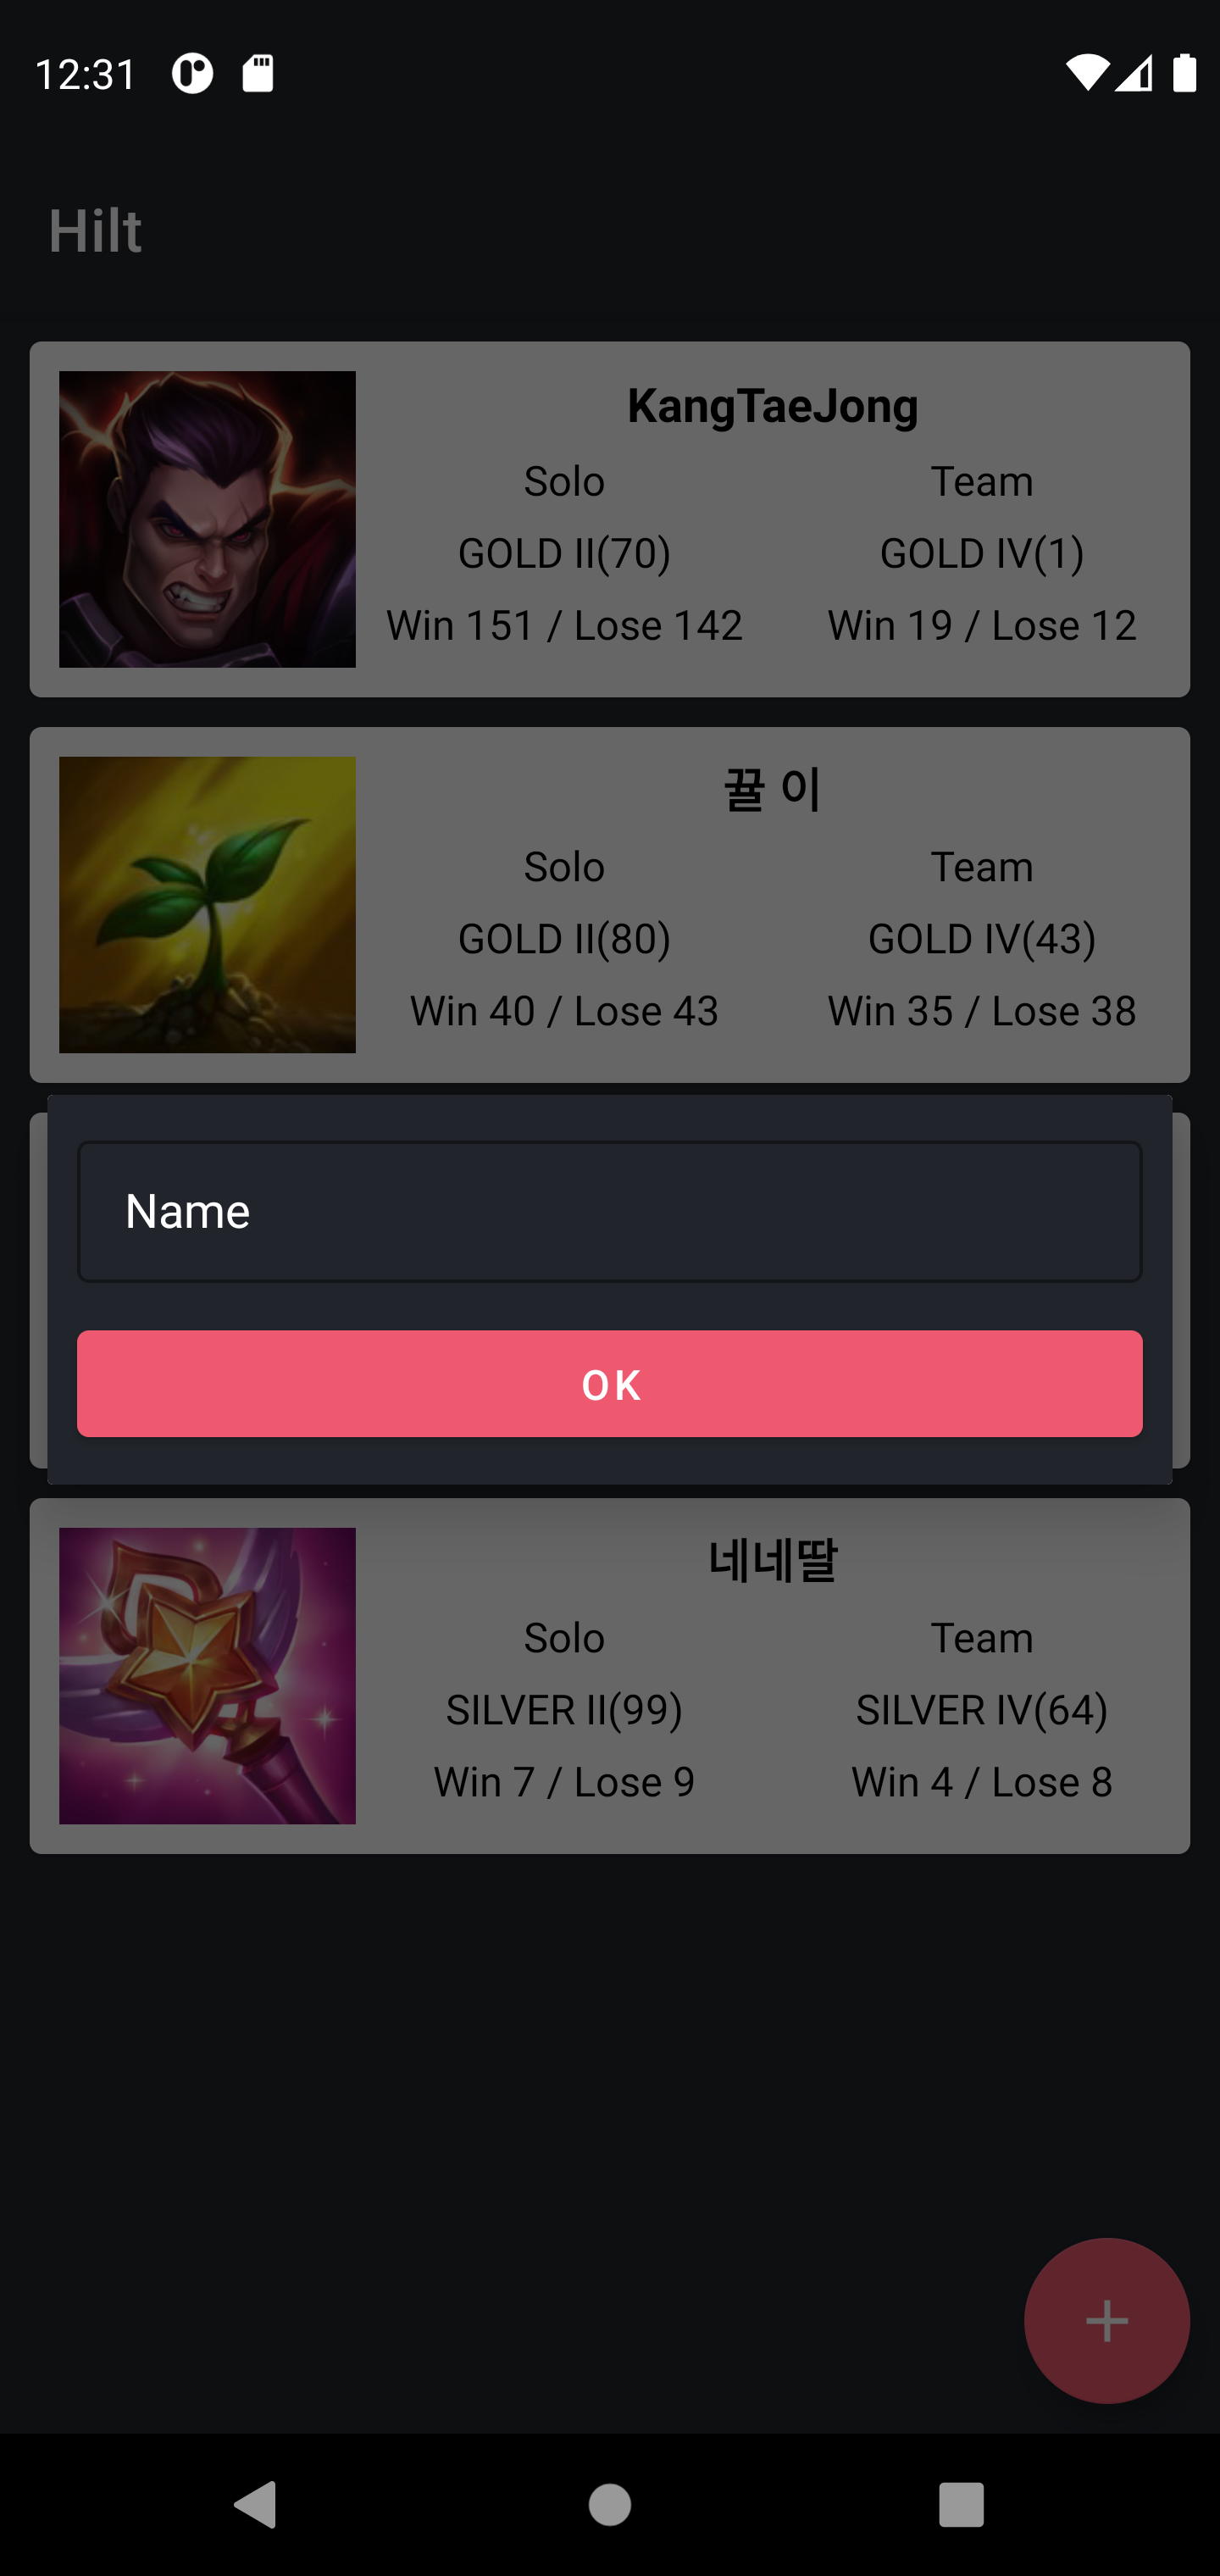 12:31
Hilt
KangTaeJong
Solo
Team
GOLD II(70)
GOLD IV(1)
Win 151 / Lose 142
Win 19 / Lose 12
뀰 이
Solo
Team
GOLD II(80)
GOLD IV(43)
Win 40 / Lose 43
Win 35 / Lose 38
Name
OK
네네딸
Solo
Team
SILVER II(99)
SILVER IV(64)
Win 7 / Lose 9
Win 4 / Lose 8